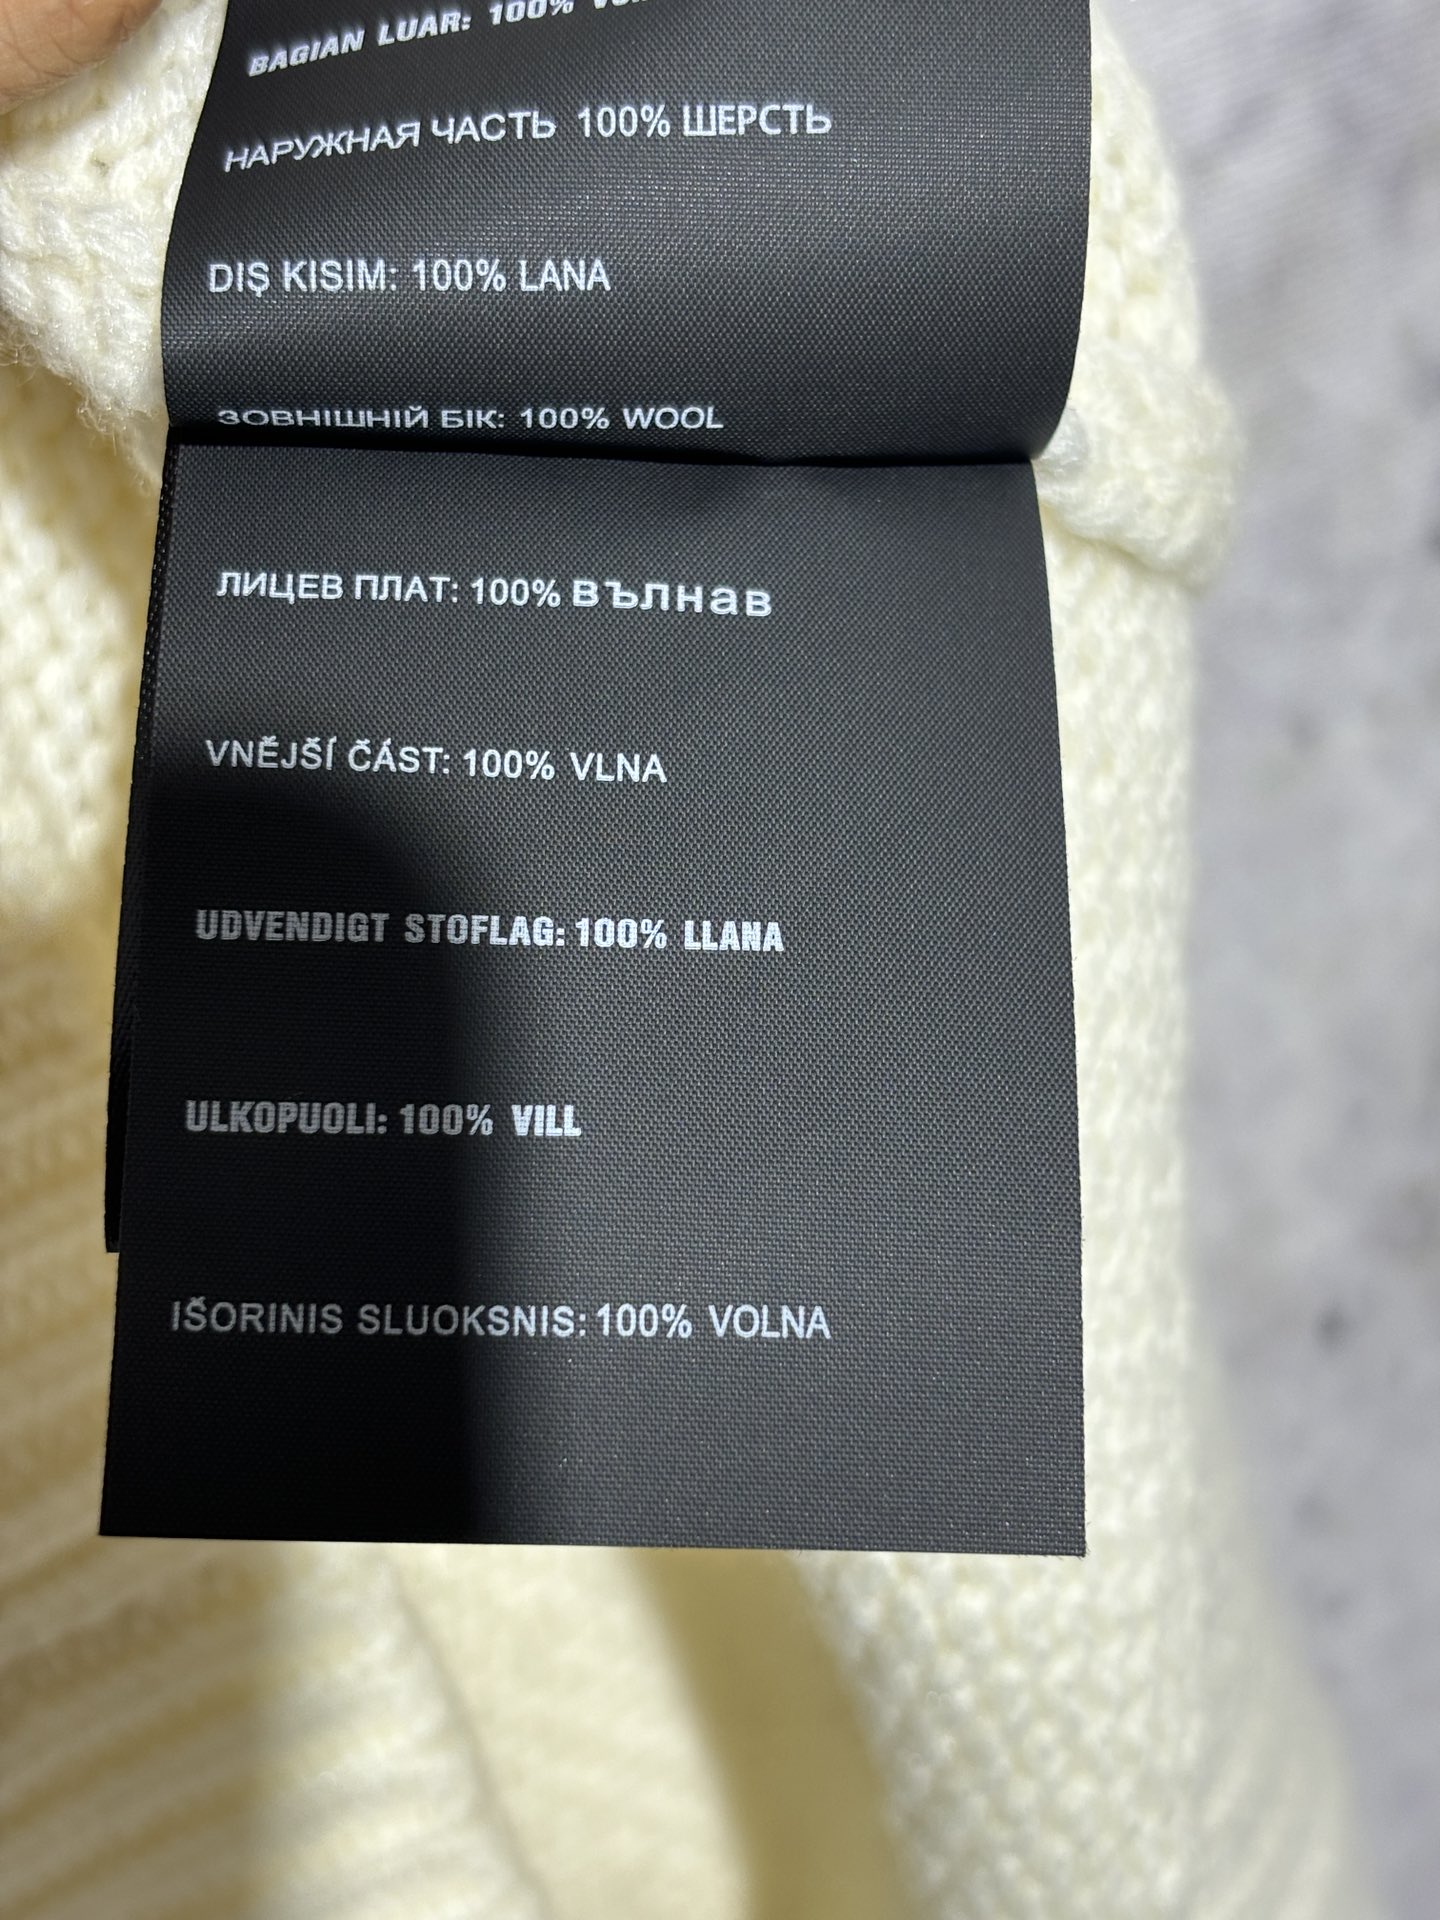 BAGIAN LUAR: 100%
НАРУЖНАЯ ЧАСТЬ 100% ШЕРСТЬ
DIŞ KISIM: 100% LANA
ЗОВНІШНІЙ БІК: 100% WOOL
ЛИЦЕВ ПЛАТ: 100% вълнав
VNĚJŠÍ ČÁST: 100% VLNA
UDVENDIGT STOFLAG: 100% LLANA
ULKOPUOLI: 100% VILL
IŠORINIS SLUOKSNIS: 100% VOLNA